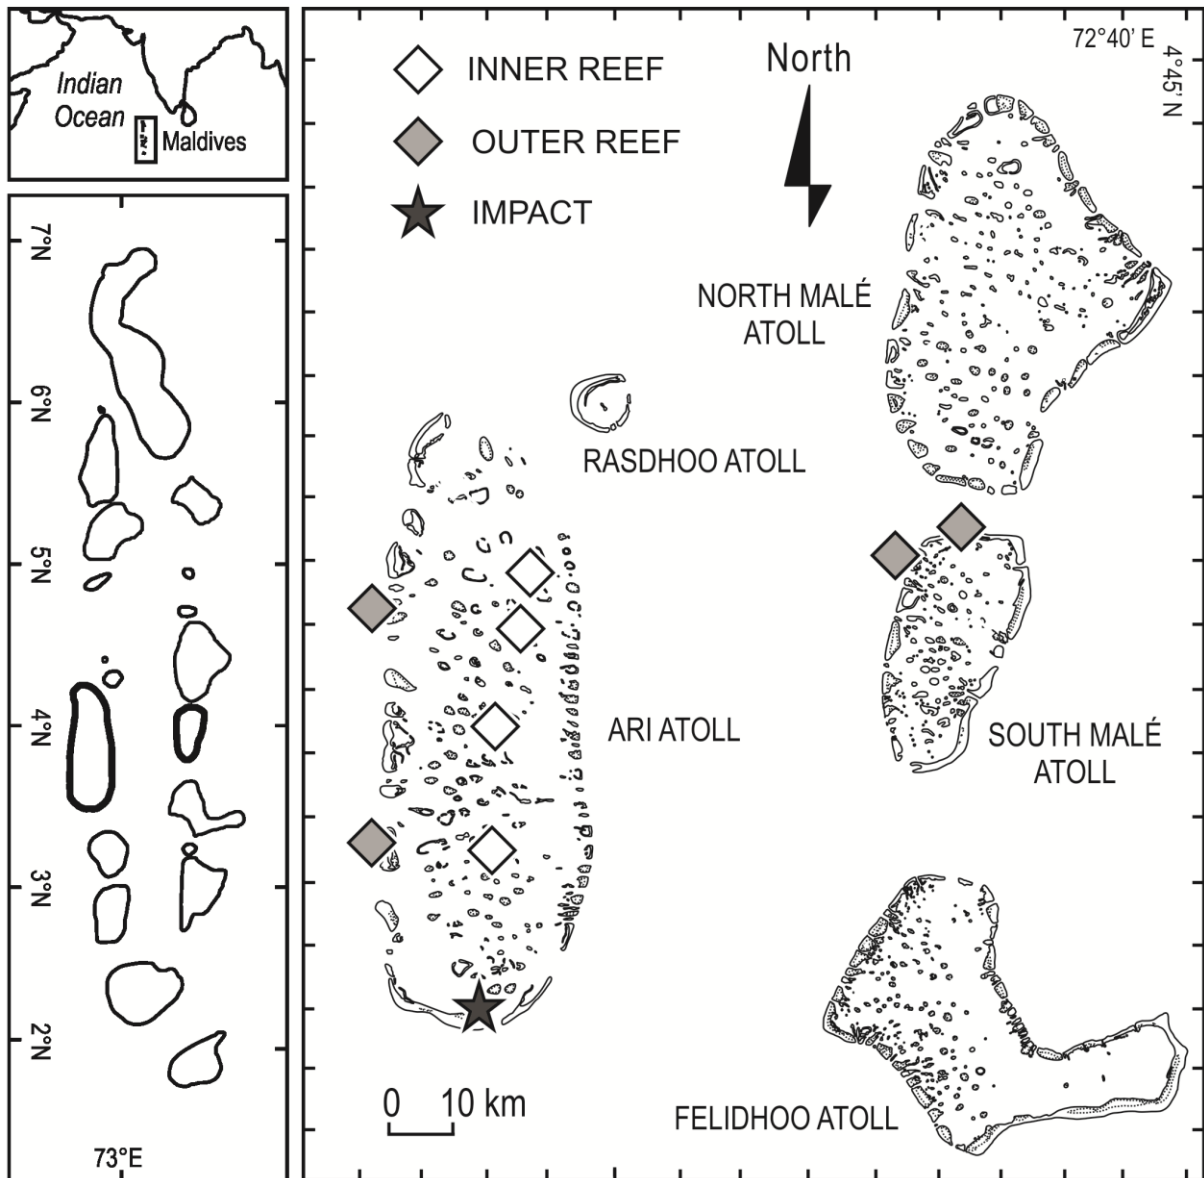 Indian
Ocean
Maldives
7°N
6°N
5°N
4°N
3°N
2°N
73°E
INNER REEF
OUTER REEF
IMPACT
North
72°40' E
4°45' N
NORTH MALÉ
ATOLL
RASDHOO ATOLL
ARI ATOLL
SOUTH MALÉ
ATOLL
FELIDHOO ATOLL
0 10 km